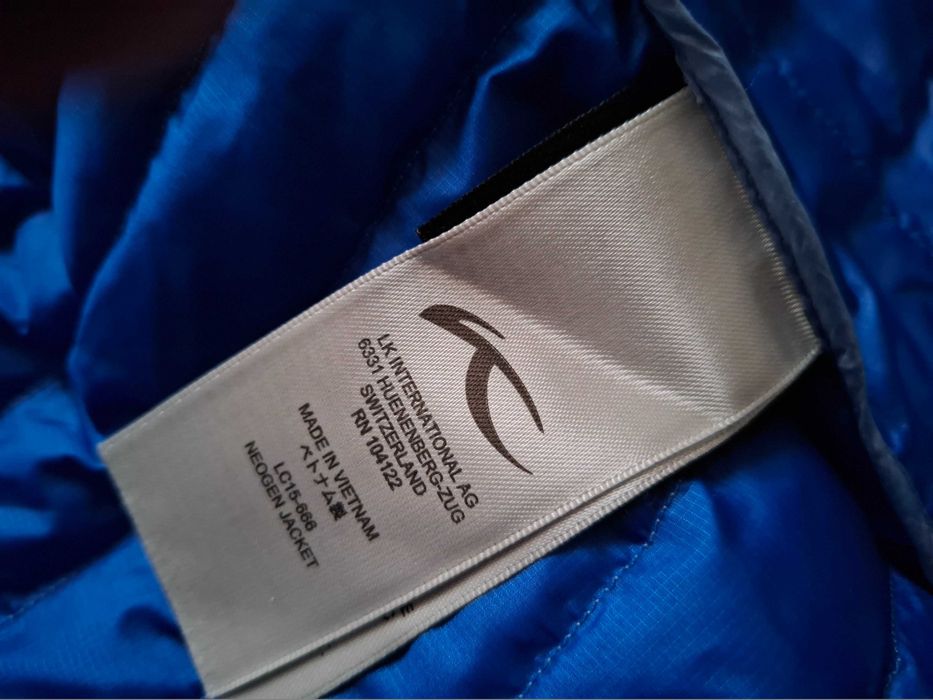 LK INTERNATIONAL AG
6331 HUENENBERG-ZUG
SWITZERLAND
RN 104122
MADE IN VIETNAM
ベトナム製
LC15-666
NEOGEN JACKET